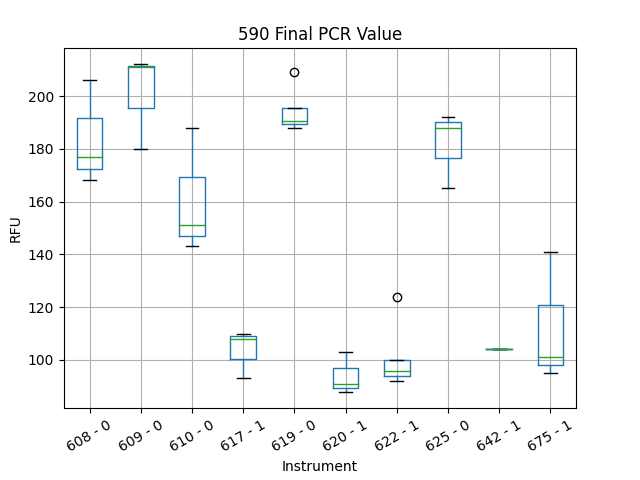 590 Final PCR Value
200
180
160
140
120
100
RFU
608 - 0
609 - 0
610 - 0
617 - 1
619 - 0
620 - 1
622 - 1
625 - 0
642 - 1
675 - 1
Instrument